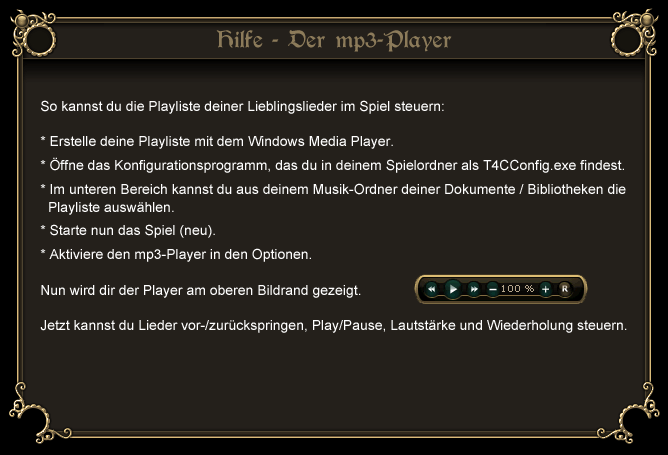 Hilfe - Der mp3-Player
So kannst du die Playliste deiner Lieblingslieder im Spiel steuern:
* Erstelle deine Playliste mit dem Windows Media Player.
* Öffne das Konfigurationsprogramm, das du in deinem Spielordner als T4CConfig.exe findest.
* Im unteren Bereich kannst du aus deinem Musik-Ordner deiner Dokumente / Bibliotheken die
Playliste auswählen.
* Starte nun das Spiel (neu).
* Aktiviere den mp3-Player in den Optionen.
Nun wird dir der Player am oberen Bildrand gezeigt.
100 % R
Jetzt kannst du Lieder vor-/zurückspringen, Play/Pause, Lautstärke und Wiederholung steuern.